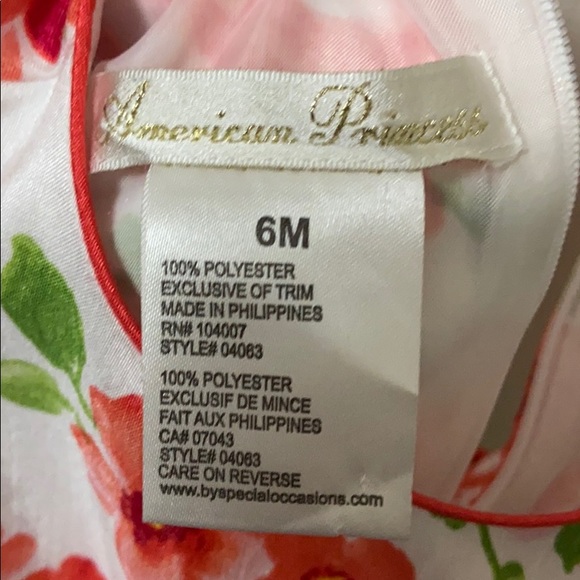 American Princess
6M
100% POLYESTER
EXCLUSIVE OF TRIM
MADE IN PHILIPPINES
RN# 104007
STYLE# 04063
100% POLYESTER
EXCLUSIF DE MINCE
FAIT AUX PHILIPPINES
CA# 07043
STYLE# 04063
CARE ON REVERSE
www.byspecialoccasions.com